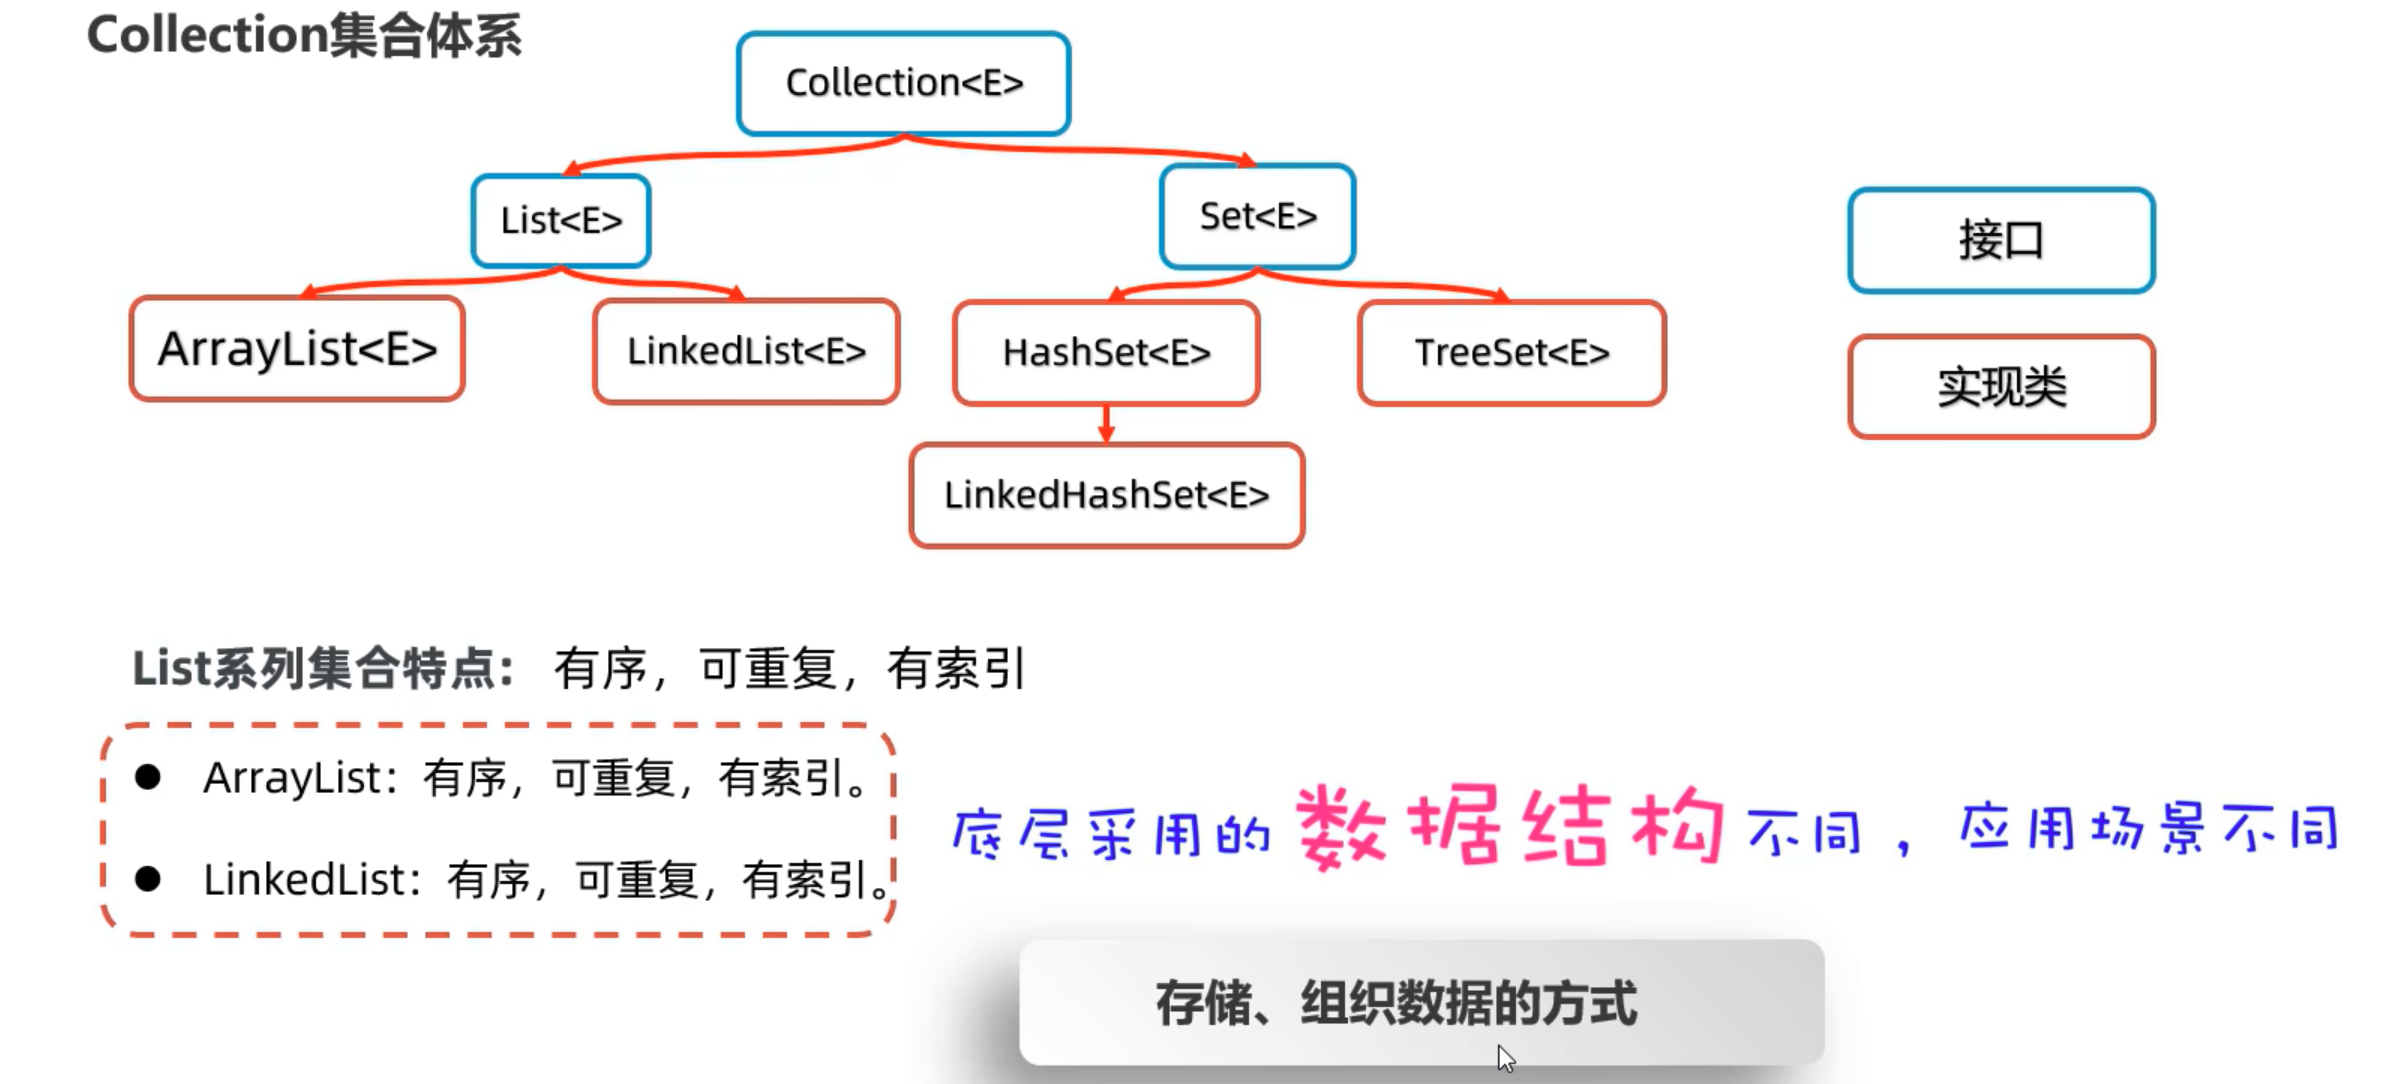 Collection集合体系
Collection<E>
List<E>
Set<E>
接口
ArrayList<E>
LinkedList<E>
HashSet<E>
TreeSet<E>
实现类
LinkedHashSet<E>
List系列集合特点： 有序，可重复，有索引
ArrayList：有序，可重复，有索引。
LinkedList：有序，可重复，有索引。
底层采用的数据结构不同，应用场景不同
存储、组织数据的方式